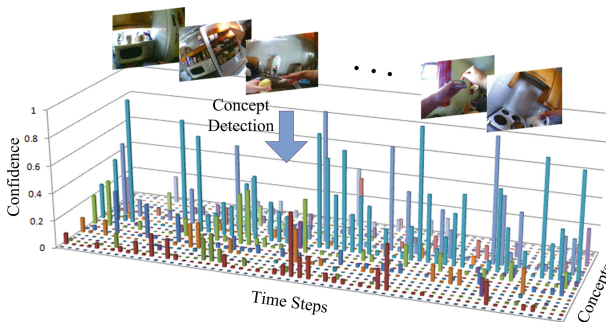 Concept
Detection
1
0.8
0.6
0.4
0.2
0
Confidence
Time Steps
Concepts